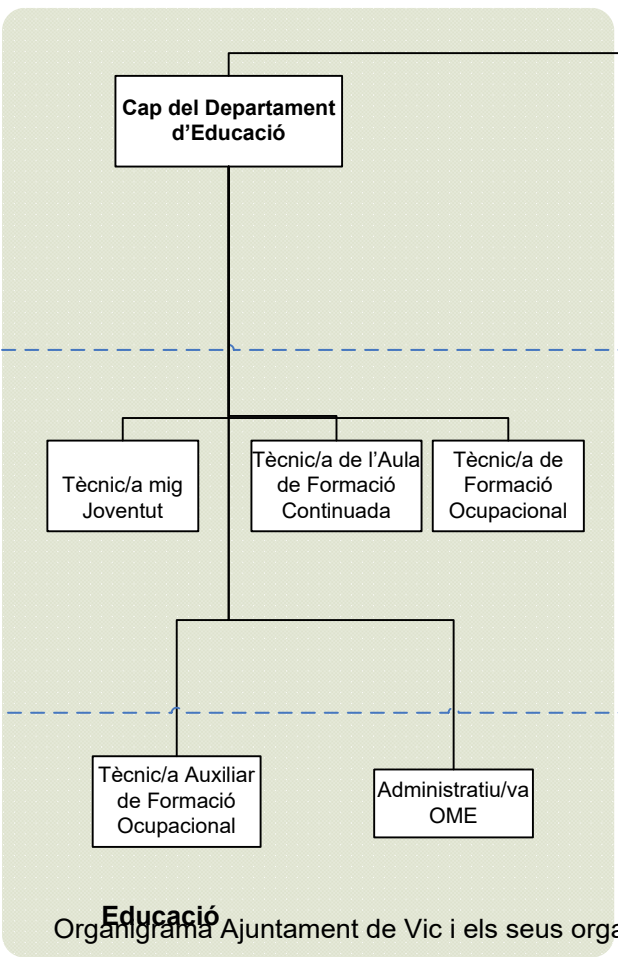 Cap del Departament
d’Educació
Tècnic/a mig
Joventut
Tècnic/a de l’Aula
de Formació
Continuada
Tècnic/a de
Formació
Ocupacional
Tècnic/a Auxiliar
de Formació
Ocupacional
Administratiu/va
OME
Educació
Organigrama Ajuntament de Vic i els seus orga